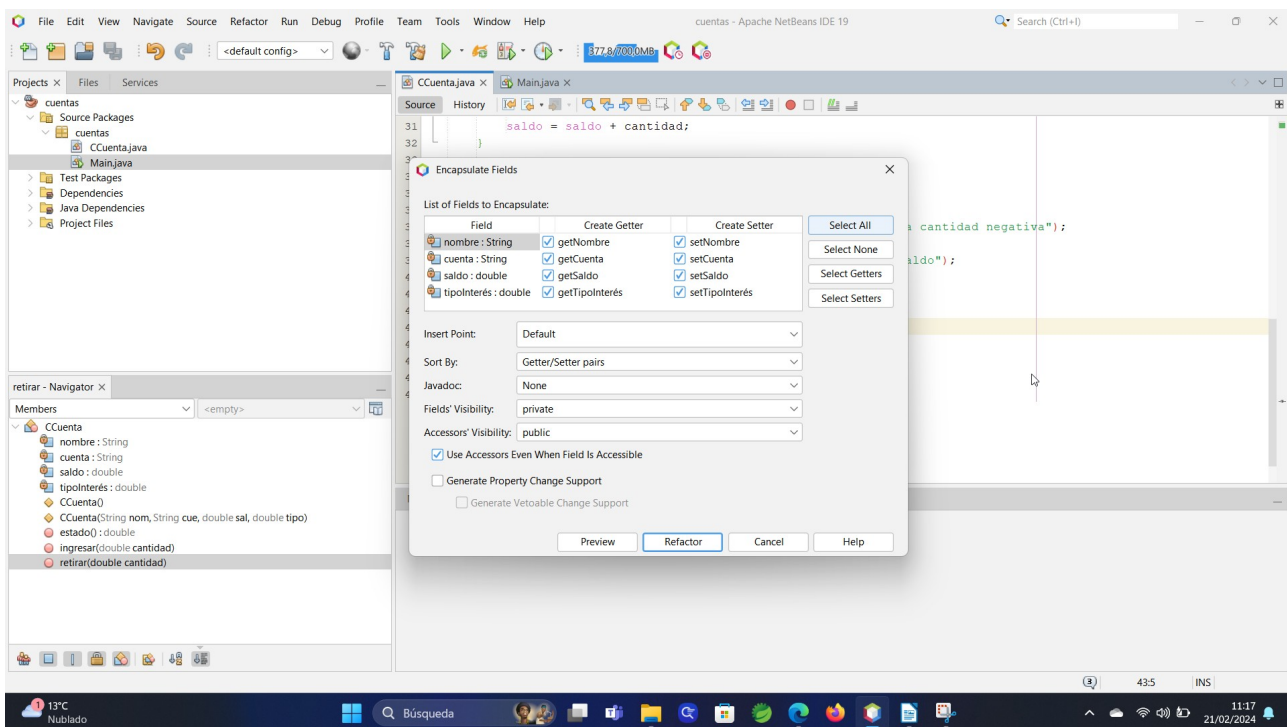 File Edit View Navigate Source Refactor Run Debug Profile Team Tools Window Help cuentas - Apache NetBeans IDE 19 Search (Ctrl+I)
<default config> 377,8/700,0MB
Projects Files Services
cuentas
Source Packages
cuentas
CCuenta.java
Main.java
Test Packages
Dependencies
Java Dependencies
Project Files
CCuenta.java Main.java
Source History
31 saldo = saldo + cantidad;
32 }
a cantidad negativa");
aldo");
Encapsulate Fields
List of Fields to Encapsulate:
Field Create Getter Create Setter
nombre : String getNombre setNombre
cuenta : String getCuenta setCuenta
saldo : double getSaldo setSaldo
tipoInterés : double getTipoInterés setTipoInterés
Select All
Select None
Select Getters
Select Setters
Insert Point: Default
Sort By: Getter/Setter pairs
Javadoc: None
Fields' Visibility: private
Accessors' Visibility: public
Use Accessors Even When Field Is Accessible
Generate Property Change Support
Generate Vetoable Change Support
Preview Refactor Cancel Help
retirar - Navigator
Members <empty>
CCuenta
nombre : String
cuenta : String
saldo : double
tipoInterés : double
CCuenta()
CCuenta(String nom, String cue, double sal, double tipo)
estado() : double
ingresar(double cantidad)
retirar(double cantidad)
3 43:5 INS
1 13°C
Nublado
Búsqueda
11:17
21/02/2024